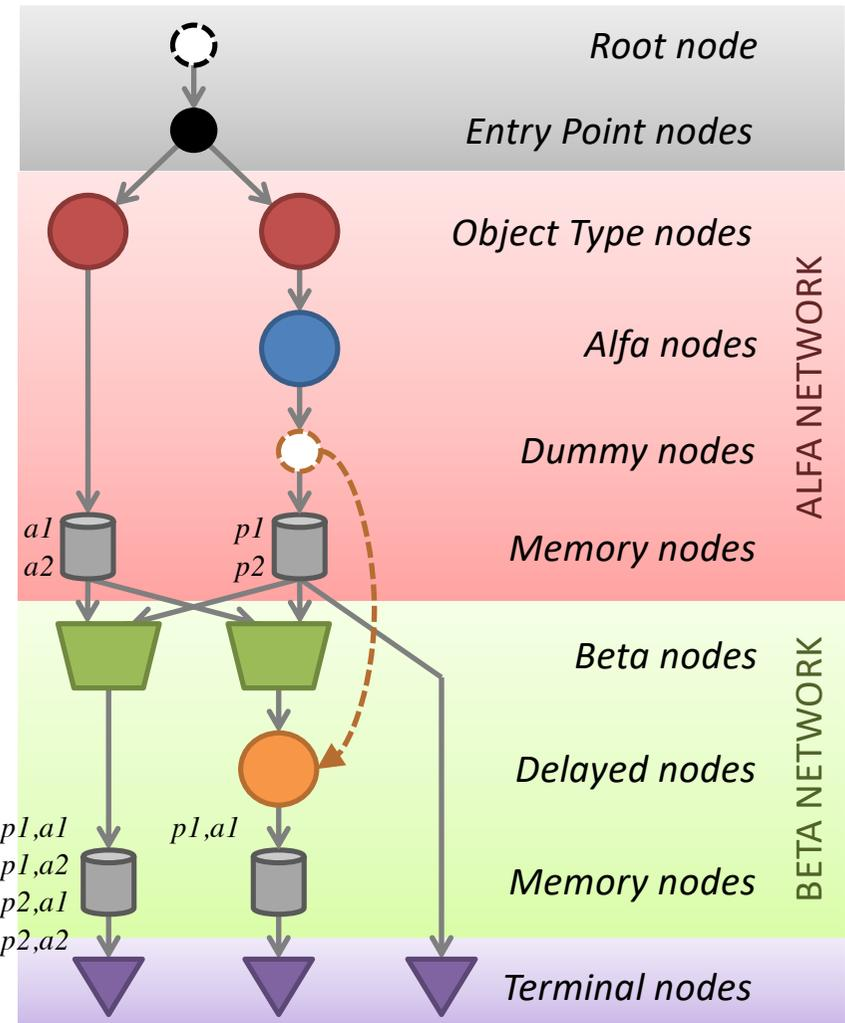 Root node
Entry Point nodes
Object Type nodes
Alfa nodes
Dummy nodes
ALFA NETWORK
a1
a2
p1
p2
Memory nodes
Beta nodes
Delayed nodes
BETA NETWORK
p1,a1
p1,a2
p2,a1
p2,a2
p1,a1
Memory nodes
Terminal nodes